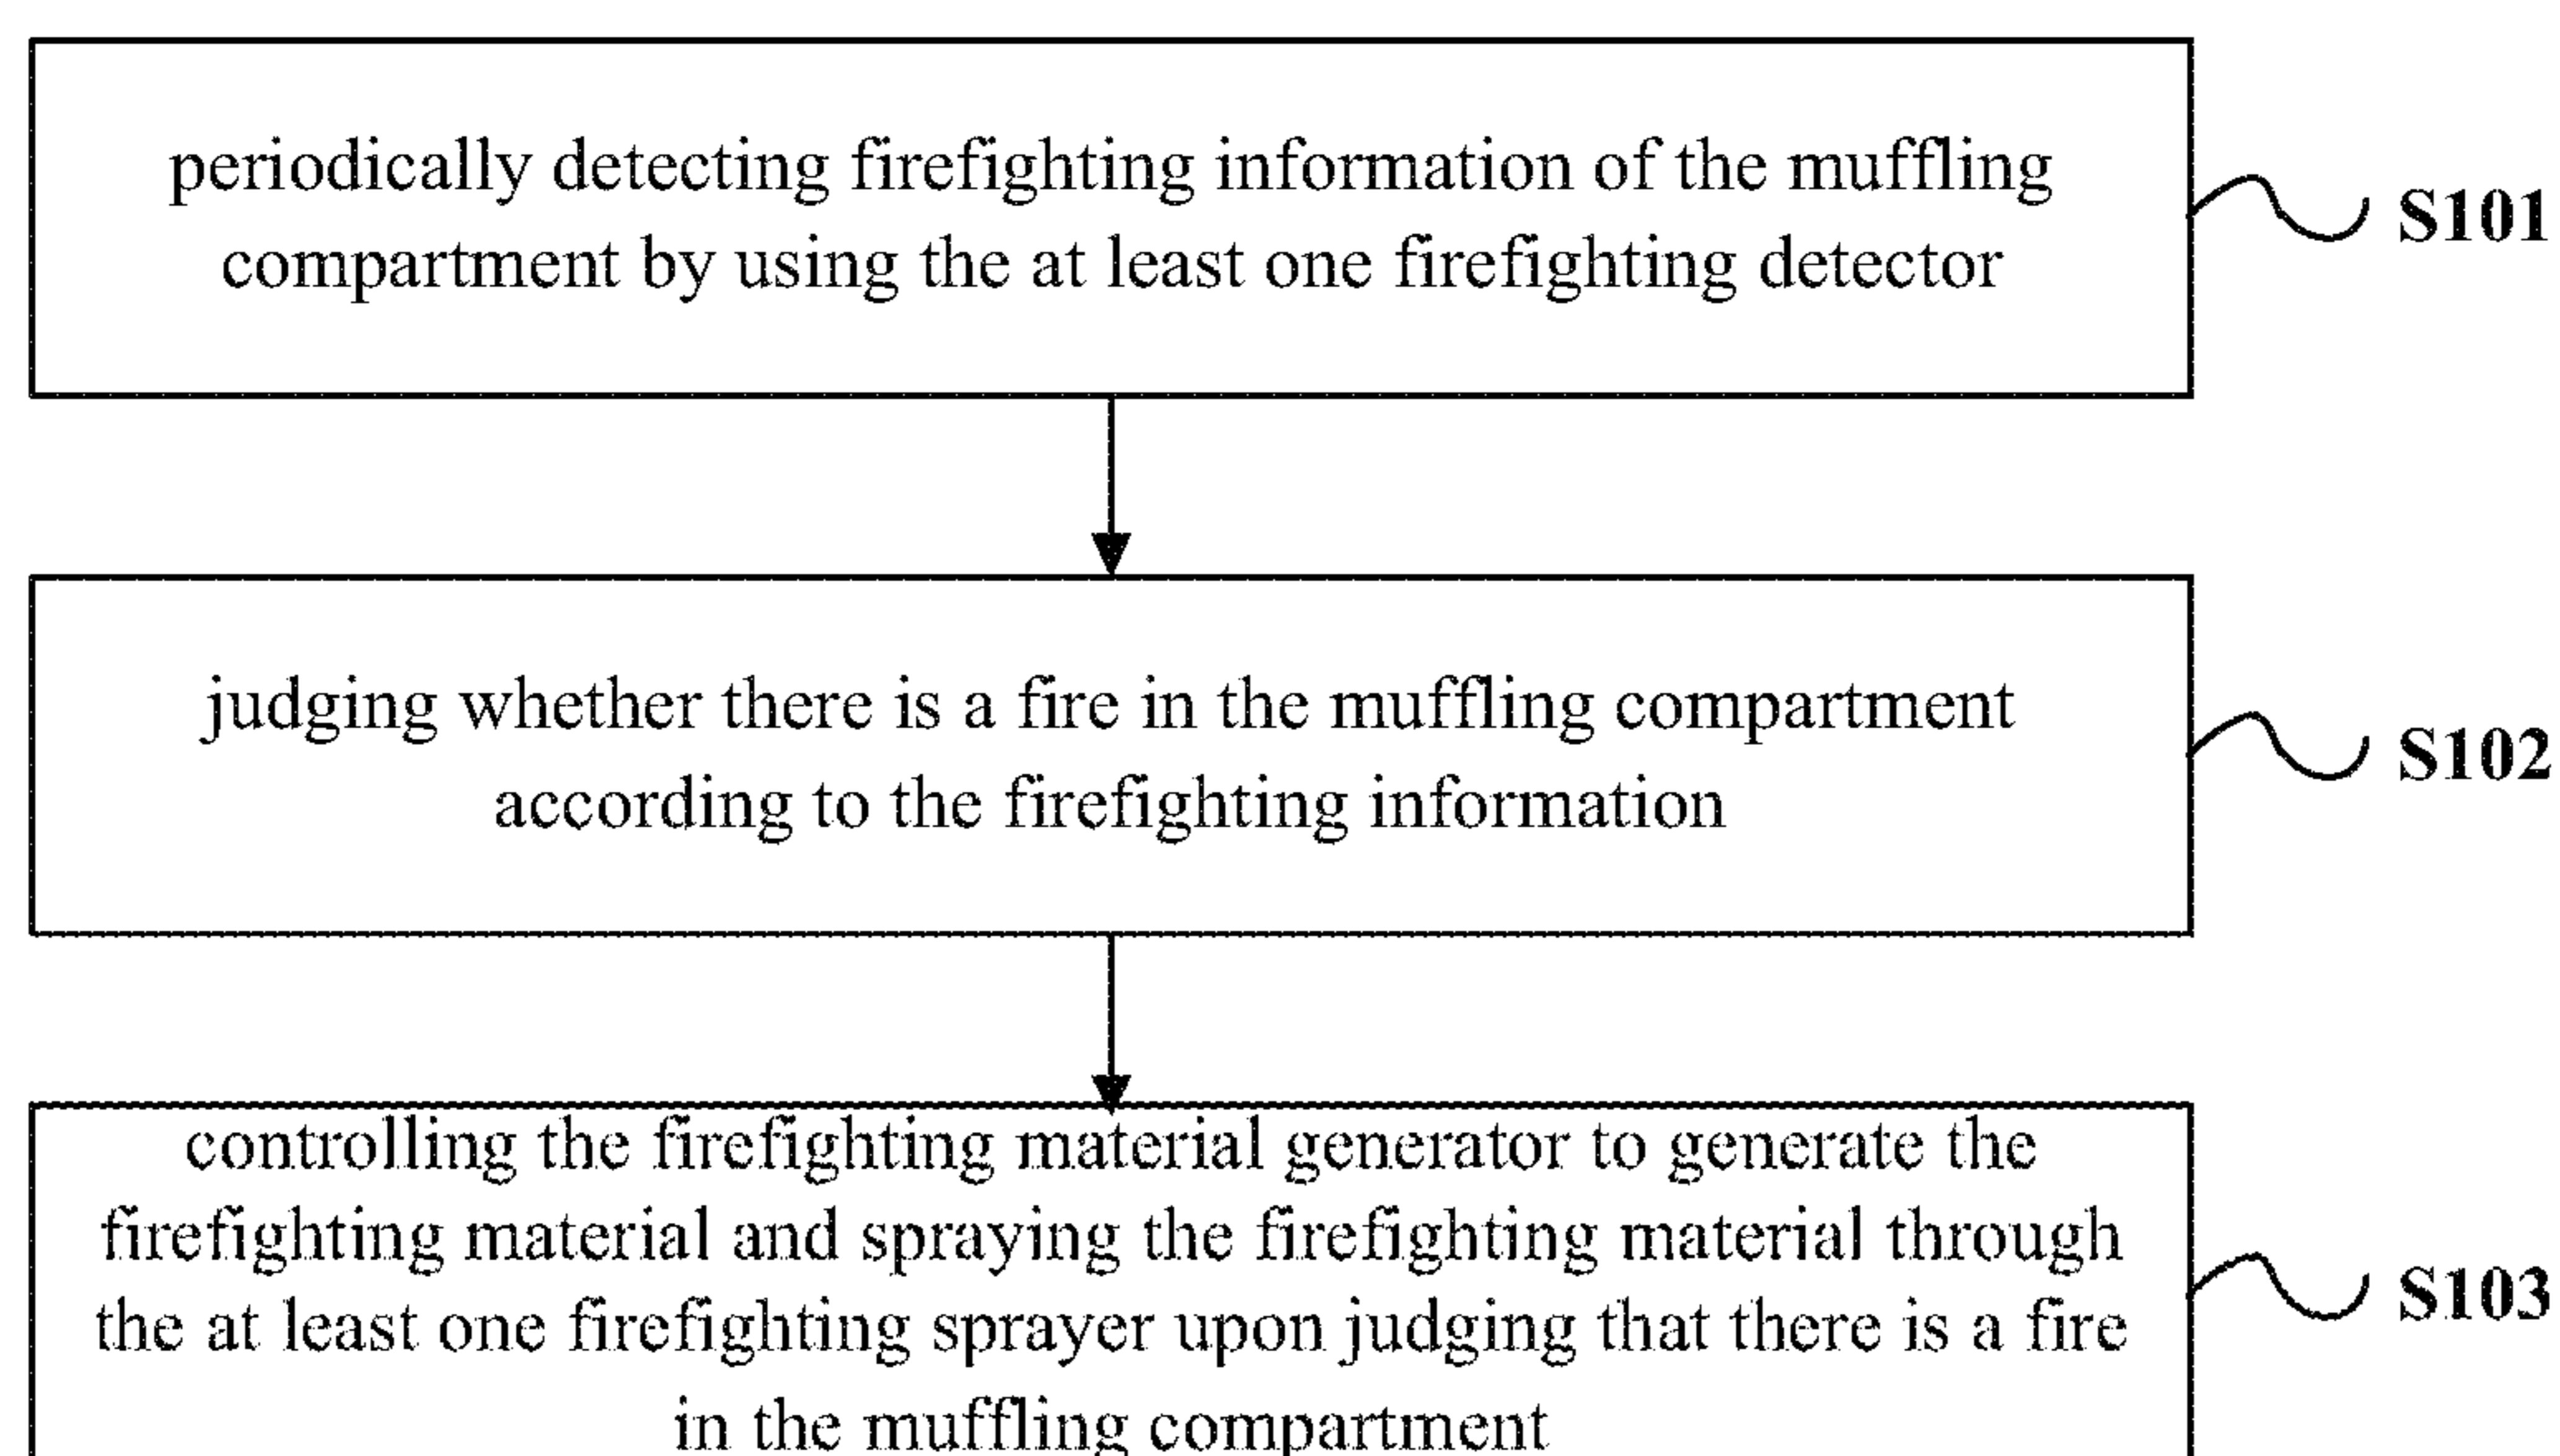 periodically detecting firefighting information of the muffling
compartment by using the at least one firefighting detector
S101
judging whether there is a fire in the muffling compartment
according to the firefighting information
S102
controlling the firefighting material generator to generate the
firefighting material and spraying the firefighting material through
the at least one firefighting sprayer upon judging that there is a fire
in the muffling compartment
S103